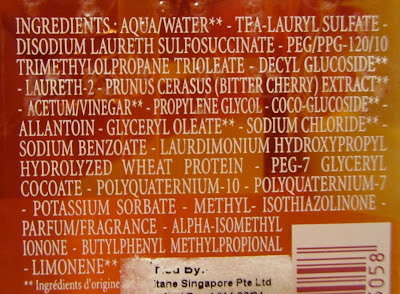 INGREDIENTS.: AQUA/WATER** - TEA-LAURYL SULFATE -
DISODIUM LAURETH SULFOSUCCINATE - PEG/PPG-120/10
TRIMETHYLOLPROPANE TRIOLEATE - DECYL GLUCOSIDE**
- LAURETH-2 - PRUNUS CERASUS (BITTER CHERRY) EXTRACT**
- ACETUM/VINEGAR** - PROPYLENE GLYCOL - COCO-GLUCOSIDE**
- ALLANTOIN - GLYCERYL OLEATE** - SODIUM CHLORIDE** -
SODIUM BENZOATE - LAURDIMONIUM HYDROXYPROPYL
HYDROLYZED WHEAT PROTEIN - PEG-7 GLYCERYL
COCOATE - POLYQUATERNIUM-10 - POLYQUATERNIUM-7
- POTASSIUM SORBATE - METHYL- ISOTHIAZOLINONE -
PARFUM/FRAGRANCE - ALPHA-ISOMETHYL
IONONE - BUTYLPHENYL METHYLPROPIONAL
- LIMONENE**
** Ingrédients d'origine
By:
itane Singapore Pte Ltd
8058